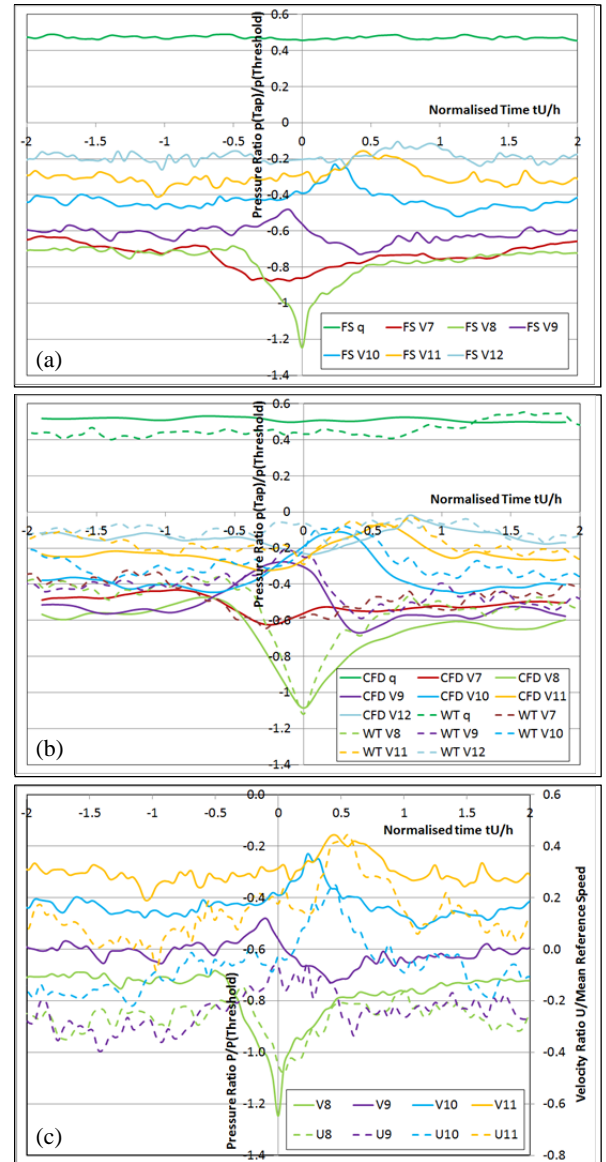 0.6
0.4
0.2
Normalised Time tU/h
0
-2 -1.5 -1 -0.5 0 0.5 1 1.5 2
-0.2
-0.4
-0.6
-0.8
-1
-1.2
-1.4
Pressure Ratio p(Tap)/p(Threshold)
FS q FS V7 FS V8 FS V9
FS V10 FS V11 FS V12
(a)
0.6
0.4
0.2
Normalised Time tU/h
0
-2 -1.5 -1 -0.5 0 0.5 1 1.5 2
-0.2
-0.4
-0.6
-0.8
-1
-1.2
-1.4
Pressure Ratio p(Tap)/p(Threshold)
CFD q CFD V7 CFD V8
CFD V9 CFD V10 CFD V11
CFD V12 WT q WT V7
WT V8 WT V9 WT V10
WT V11 WT V12
(b)
0.0 0.6
-2 -1.5 -1 -0.5 0 0.5 1 1.5 2
Normalised time tU/h
-0.2 0.4
-0.4 0.2
-0.6 0.0
-0.8 -0.2
-1.0 -0.4
-1.2 -0.6
-1.4 -0.8
Pressure Ratio P/P(Threshold)
Velocity Ratio U/Mean Reference Speed
V8 V9 V10 V11
U8 U9 U10 U11
(c)